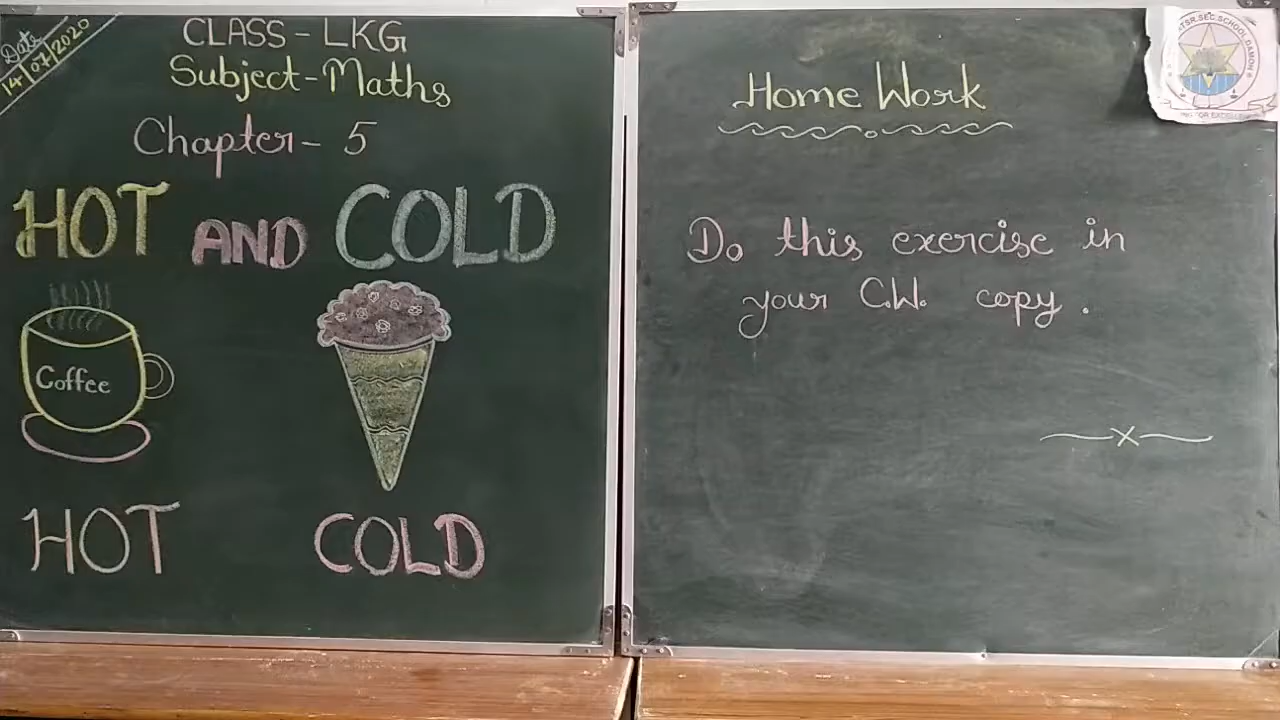 Date
14/07/2020
CLASS - LKG
Subject - Maths
Chapter - 5
HOT AND COLD
Coffee
HOT
COLD
Home Work
Do this exercise in
your C.W. copy.